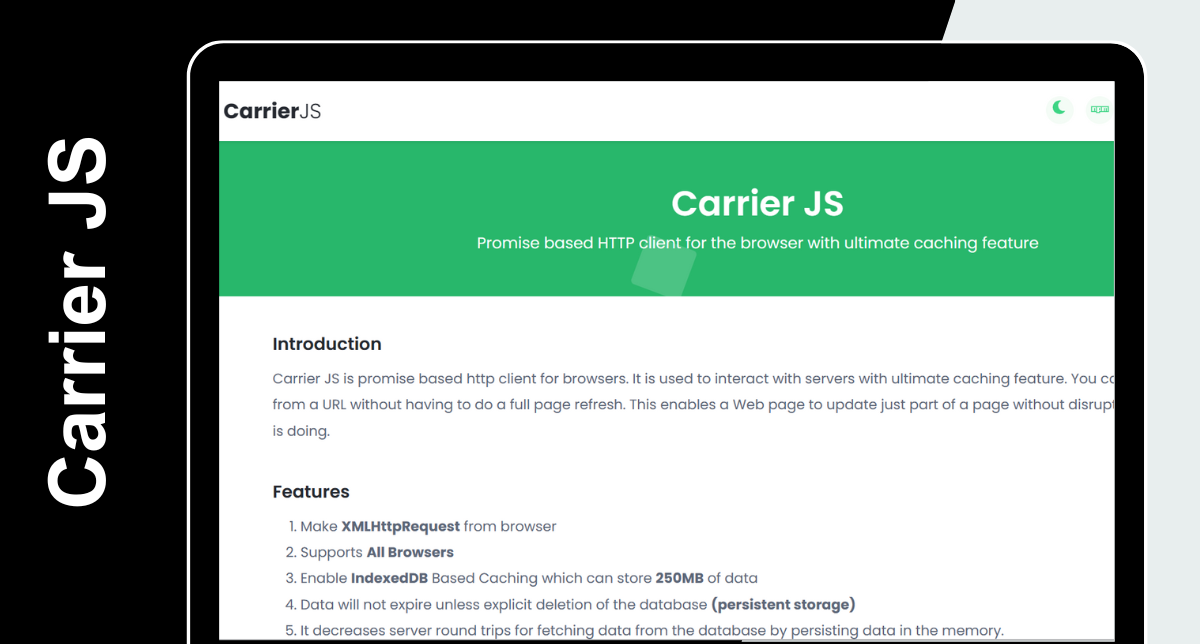 Carrier JS
CarrierJS
Carrier JS
Promise based HTTP client for the browser with ultimate caching feature
Introduction
Carrier JS is promise based http client for browsers. It is used to interact with servers with ultimate caching feature. You
from a URL without having to do a full page refresh. This enables a Web page to update just part of a page without
is doing.
Features
1. Make XMLHttpRequest from browser
2. Supports All Browsers
3. Enable IndexedDB Based Caching which can store 250MB of data
4. Data will not expire unless explicit deletion of the database (persistent storage)
5. It decreases server round trips for fetching data from the database by persisting data in the memory.